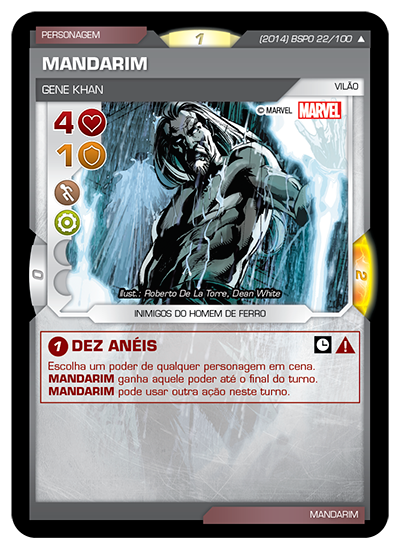 PERSONAGEM
1
(2014) BSPO 22/100 ▲
MANDARIM
GENE KHAN
VILÃO
© MARVEL MARVEL
4
1
0
2
Illust.: Roberto De La Torre, Dean White
INIMIGOS DO HOMEM DE FERRO
1 DEZ ANÉIS
Escolha um poder de qualquer personagem em cena.
MANDARIM ganha aquele poder até o final do turno.
MANDARIM pode usar outra ação neste turno.
MANDARIM